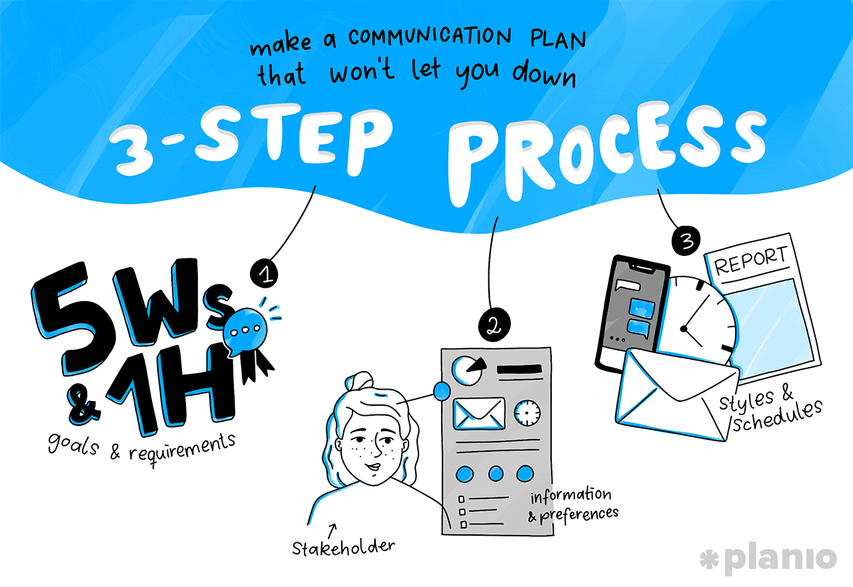 make a COMMUNICATION PLAN
that won't let you down
3-STEP PROCESS
1
5Ws
& 1H
goals & requirements
2
Stakeholder
information
& preferences
3
REPORT
styles &
schedules
*planio